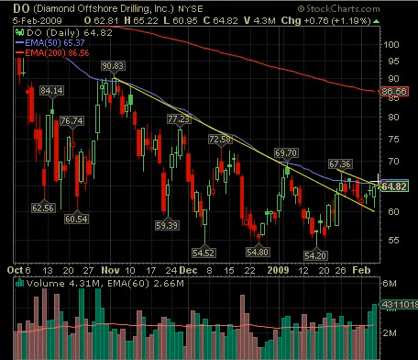 DO (Diamond Offshore Drilling, Inc.) NYSE
© StockCharts.com
5-Feb-2009
O 62.81 H 65.22 L 60.95 C 64.82 V 4.3M Chg +0.76 (+1.19%)
DO (Daily) 64.82
EMA(50) 65.37
EMA(200) 86.56
105
100
95
90
86.56
80
75
70
64.82
60
55
90.83
84.14
76.74
77.23
72.58
69.70
67.36
62.56
60.54
59.39
54.52
54.80
54.20
Oct 6 13 20 27 Nov 10 17 24 Dec 8 15 22 2009 12 20 26 Feb
Volume 4.31M, EMA(60) 2.66M
6M
4311018
2M